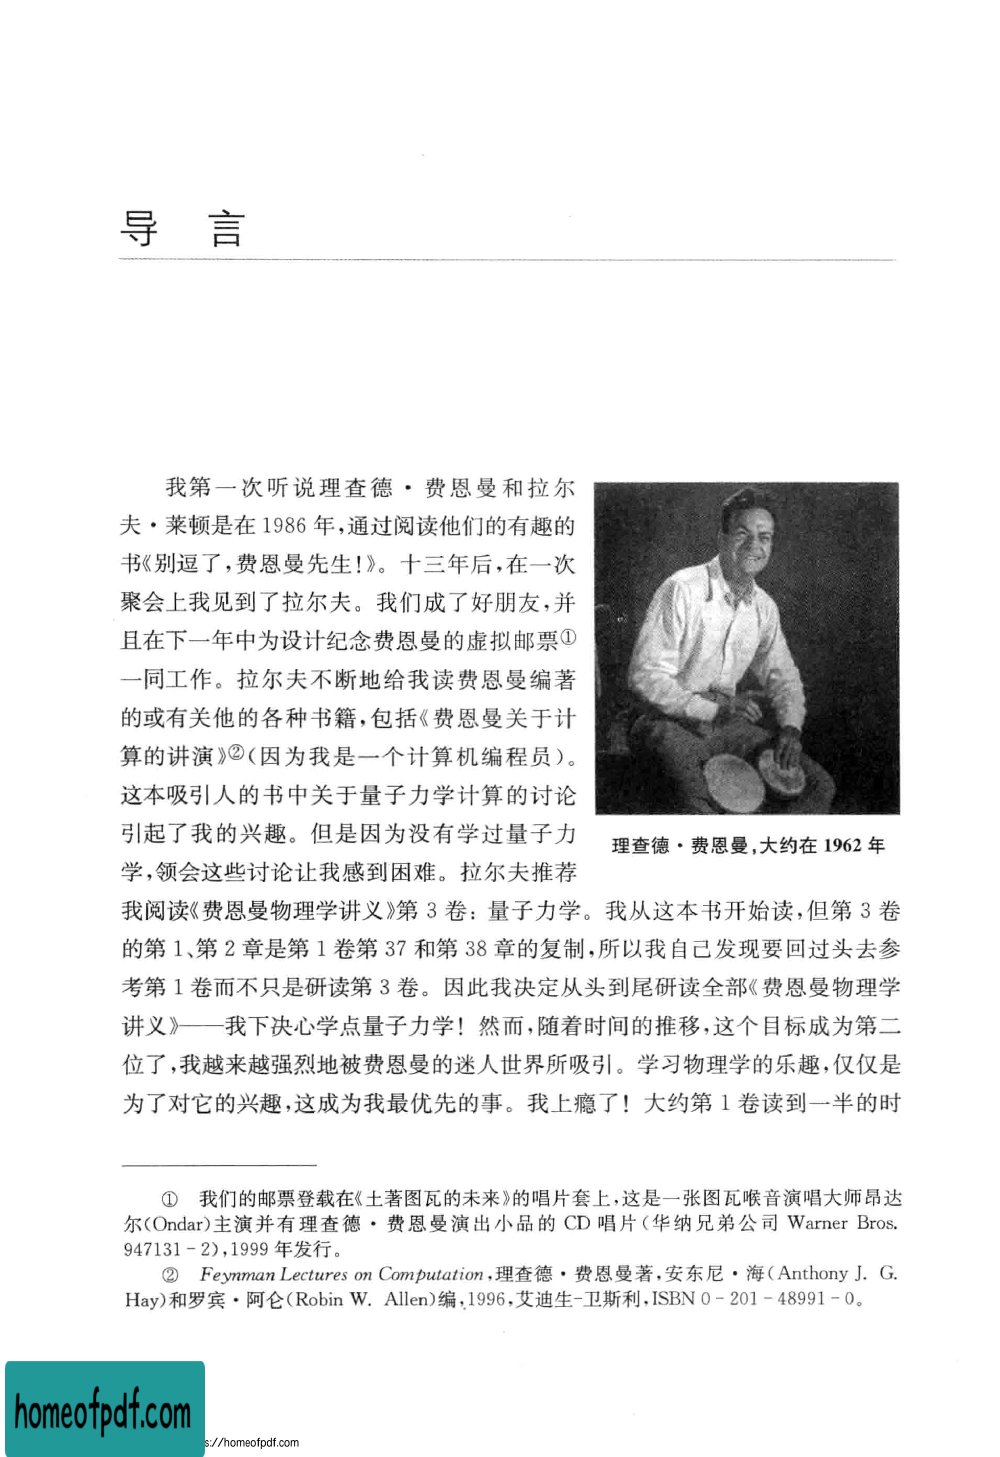 导 言
我第一次听说理查德·费恩曼和拉尔
夫·莱顿是在 1986 年,通过阅读他们的有趣的
书《别逗了,费恩曼先生!》。十三年后,在一次
聚会上我见到了拉尔夫。我们成了好朋友,并
且在下一年中为设计纪念费恩曼的虚拟邮票①
一同工作。拉尔夫不断地给我读费恩曼编著
的或有关他的各种书籍,包括《费恩曼关于计
算的讲演》②(因为我是一个计算机编程员)。
这本吸引人的书中关于量子力学计算的讨论
引起了我的兴趣。但是因为没有学过量子力
学,领会这些讨论让我感到困难。拉尔夫推荐
理查德·费恩曼,大约在 1962 年
我阅读《费恩曼物理学讲义》第 3 卷: 量子力学。我从这本书开始读,但第 3 卷
的第 1、第 2 章是第 1 卷第 37 和第 38 章的复制,所以我自己发现要回过头去参
考第 1 卷而不只是研读第 3 卷。因此我决定从头到尾研读全部《费恩曼物理学
讲义》——我下决心学点量子力学! 然而,随着时间的推移,这个目标成为第二
位了,我越来越强烈地被费恩曼的迷人世界所吸引。学习物理学的乐趣,仅仅是
为了对它的兴趣,这成为我最优先的事。我上瘾了! 大约第 1 卷读到一半的时
① 我们的邮票登载在《土著图瓦的未来》的唱片套上,这是一张图瓦喉音演唱大师昂达
尔(Ondar)主演并有理查德·费恩曼演出小品的 CD 唱片(华纳兄弟公司 Warner Bros.
947131-2),1999 年发行。
② Feynman Lectures on Computation,理查德·费恩曼著,安东尼·海(Anthony J. G.
Hay)和罗宾·阿仑(Robin W. Allen)编,1996,艾迪生-卫斯利,ISBN 0-201-48991-0。
homeofpdf.com
s://homeofpdf.com